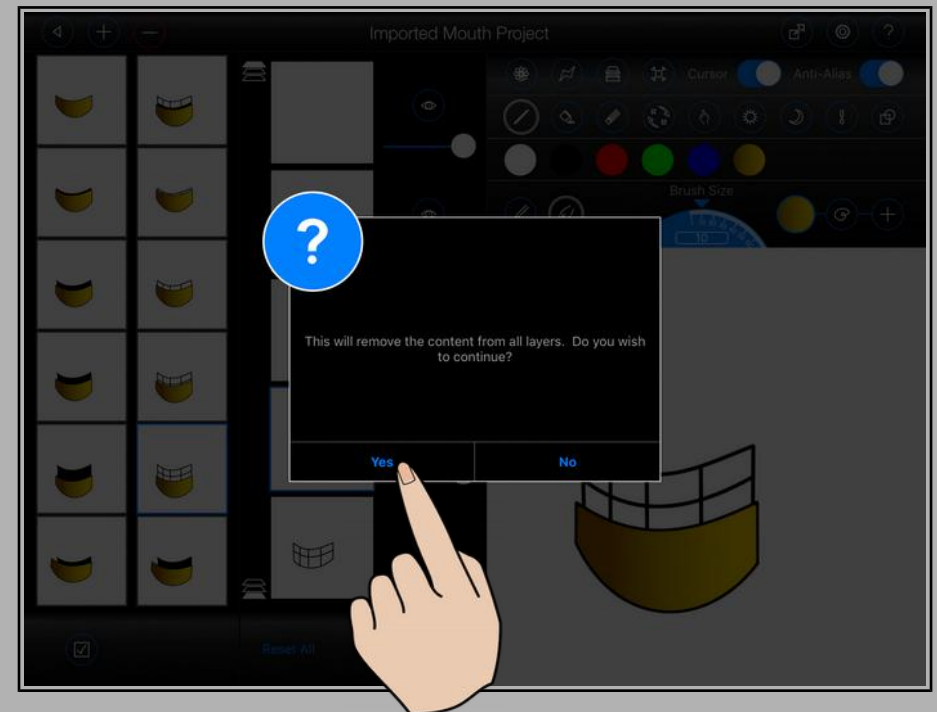 Imported Mouth Project
?
Cursor
Anti-Alias
Brush Size
10
?
This will remove the content from all layers.  Do you wish
to continue?
Yes
No
Reset All